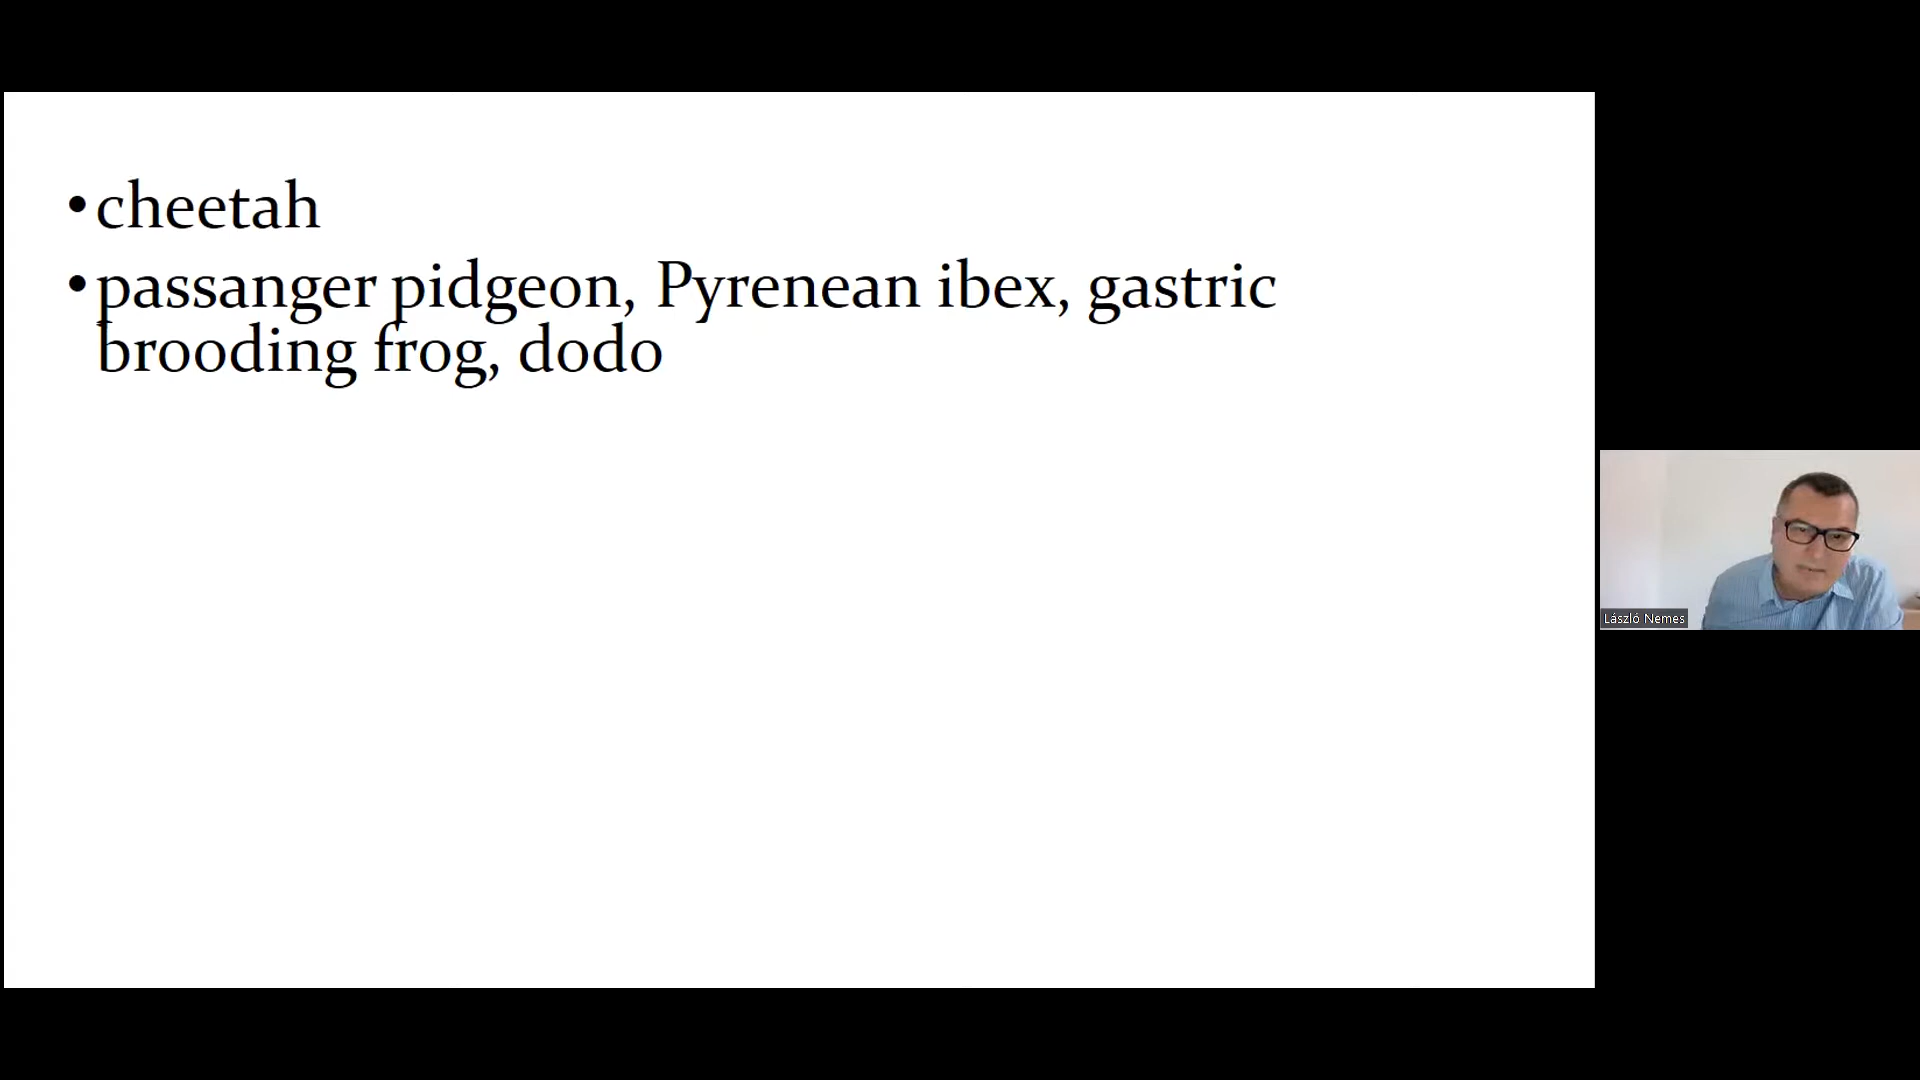 •cheetah
•passanger pidgeon, Pyrenean ibex, gastric
brooding frog, dodo
László Nemes